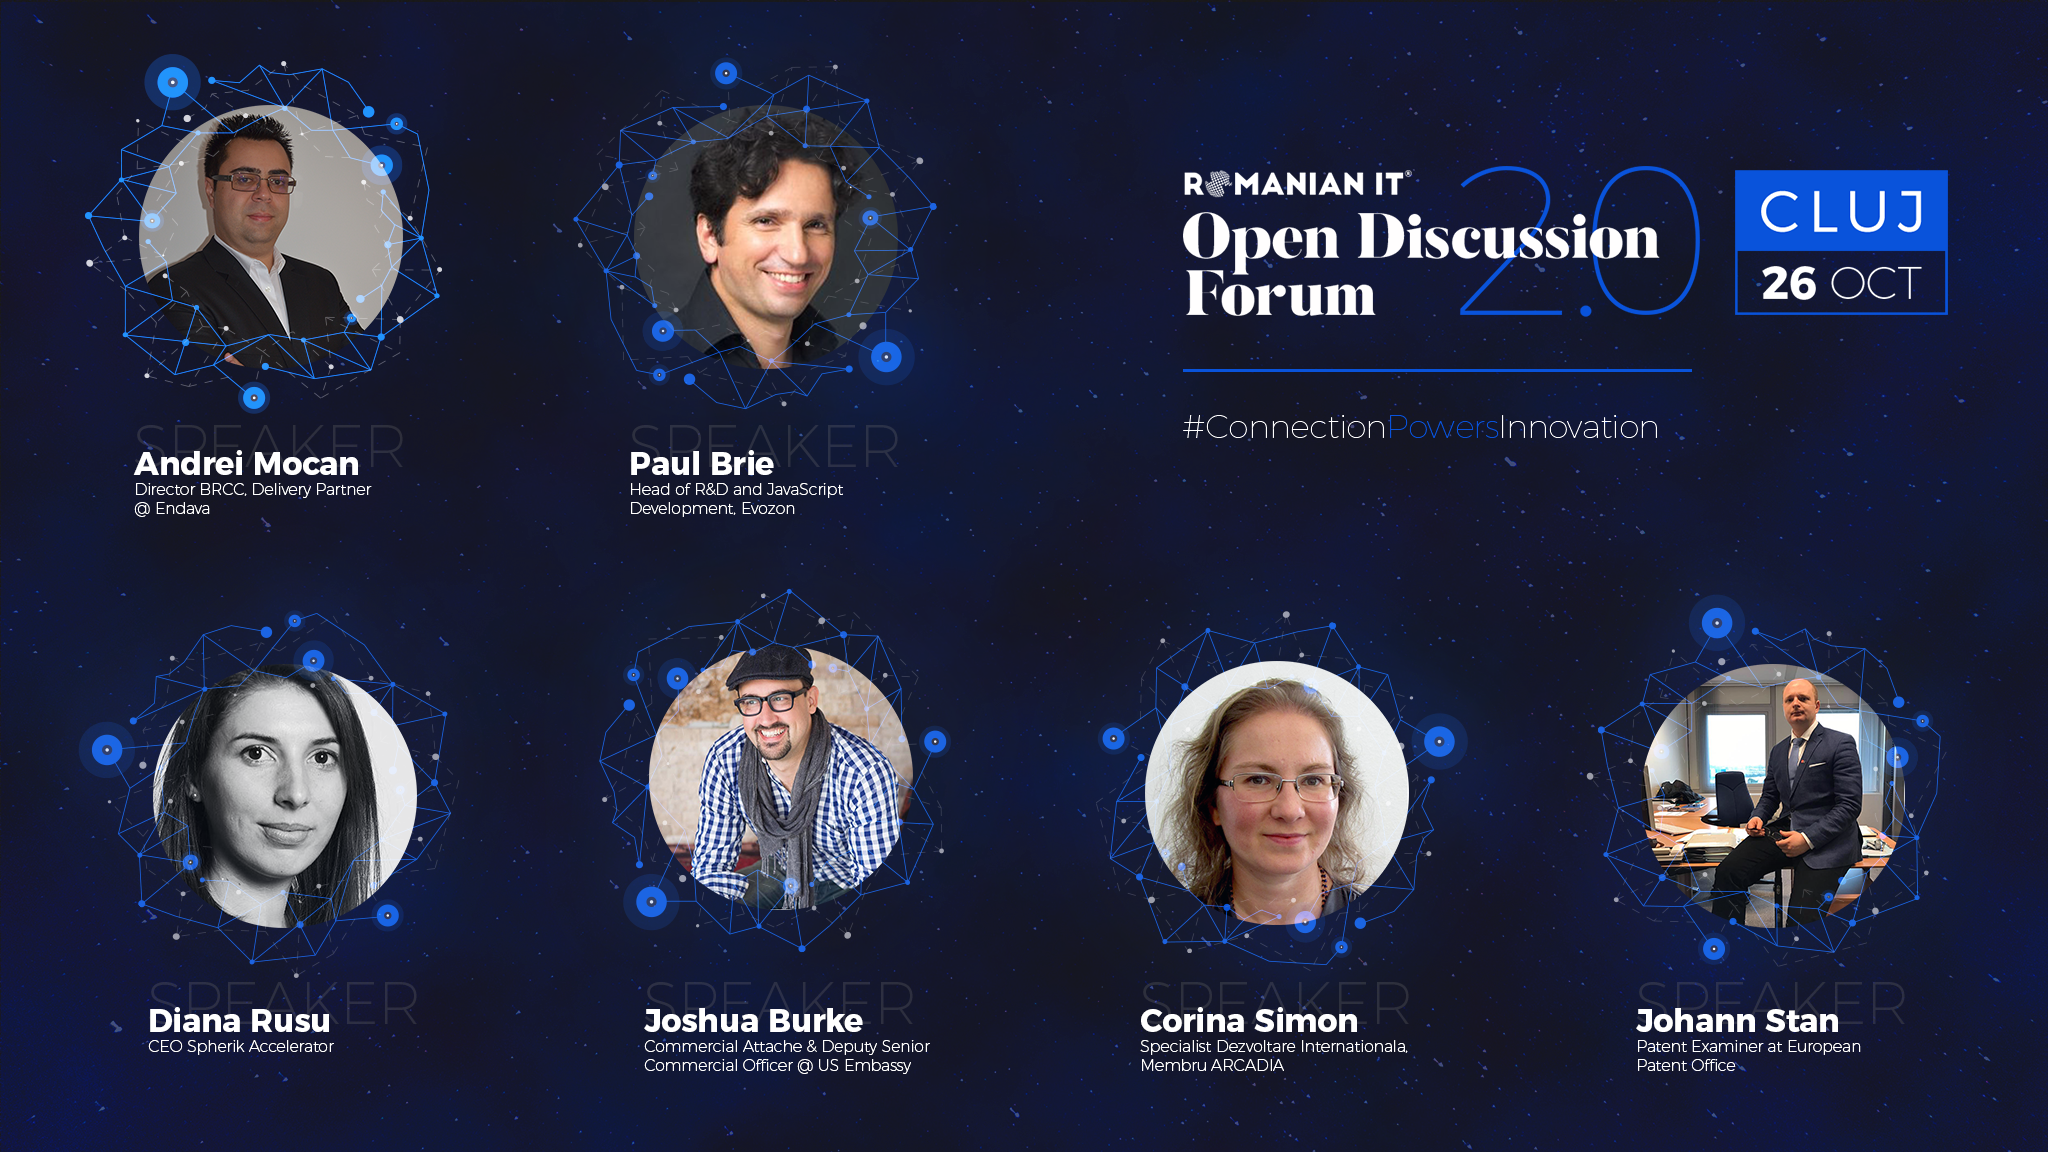 ROMANIAN IT®
Open Discussion
Forum
2.0
CLUJ
26 OCT
#ConnectionPowersInnovation
SPEAKER
Andrei Mocan
Director BRCC, Delivery Partner
@ Endava
SPEAKER
Paul Brie
Head of R&D and JavaScript
Development, Evozon
SPEAKER
Diana Rusu
CEO Spherik Accelerator
SPEAKER
Joshua Burke
Commercial Attache & Deputy Senior
Commercial Officer @ US Embassy
SPEAKER
Corina Simon
Specialist Dezvoltare Internationala,
Membru ARCADIA
SPEAKER
Johann Stan
Patent Examiner at European
Patent Office